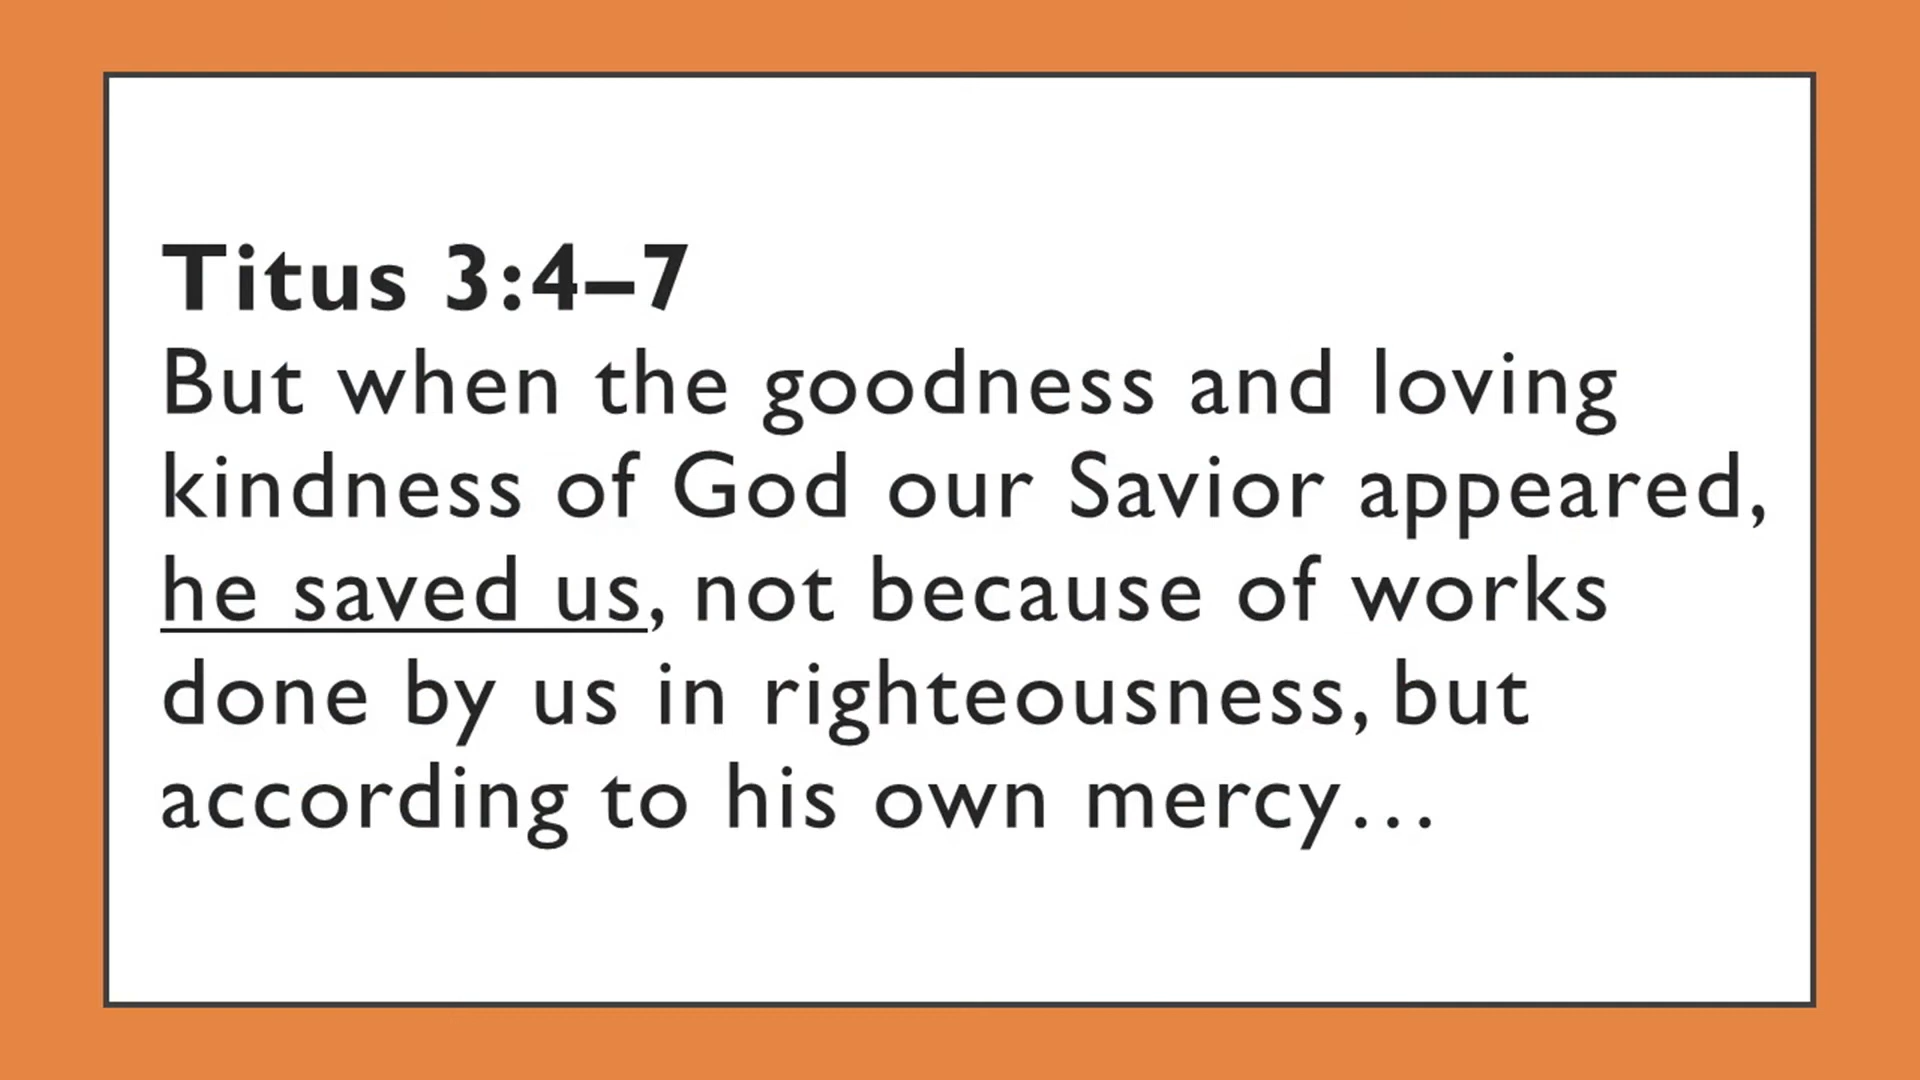 Titus 3:4–7
But when the goodness and loving
kindness of God our Savior appeared,
he saved us, not because of works
done by us in righteousness, but
according to his own mercy…